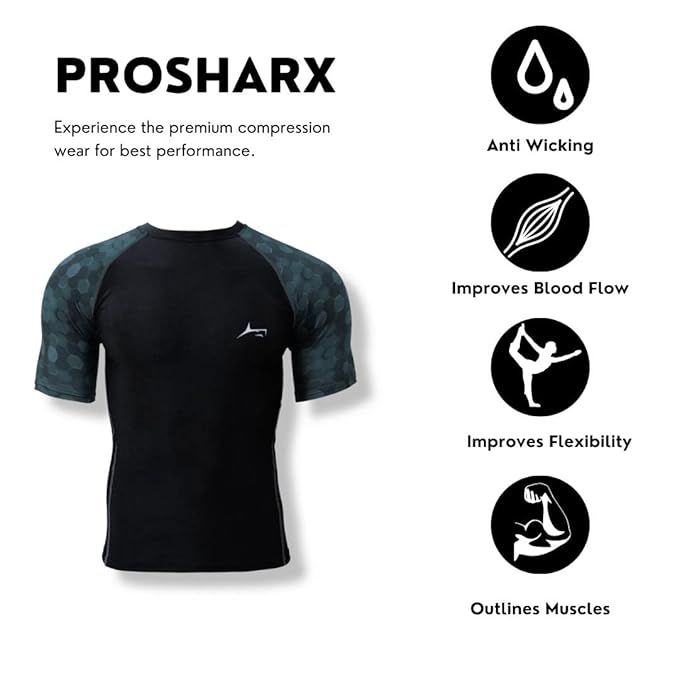 PROSHARX
Experience the premium compression
wear for best performance.
Anti Wicking
Improves Blood Flow
Improves Flexibility
Outlines Muscles